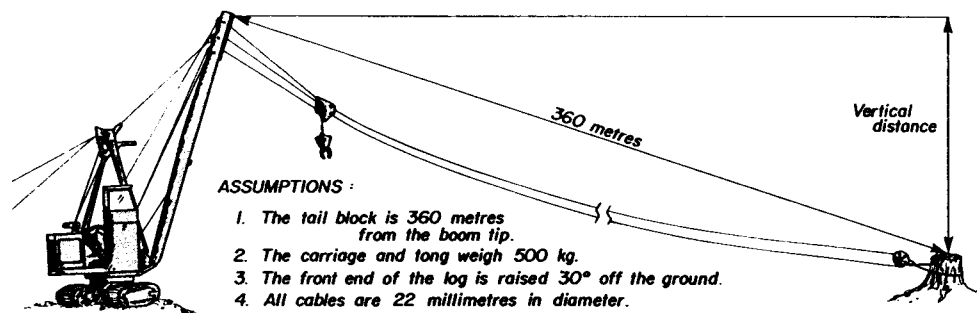 360 metres
Vertical
distance
ASSUMPTIONS :
1. The tail block is 360 metres
from the boom tip.
2. The carriage and tong weigh 500 kg.
3. The front end of the log is raised 30° off the ground.
4. All cables are 22 millimetres in diameter.